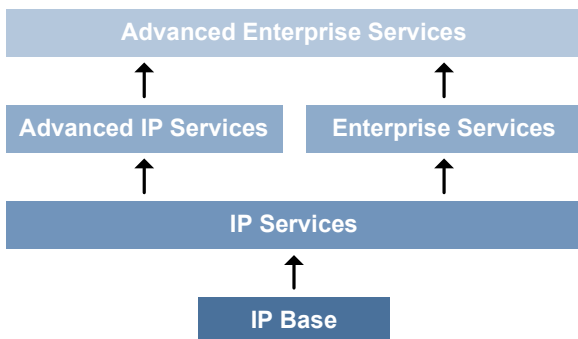 Advanced Enterprise Services
Advanced IP Services
Enterprise Services
IP Services
IP Base